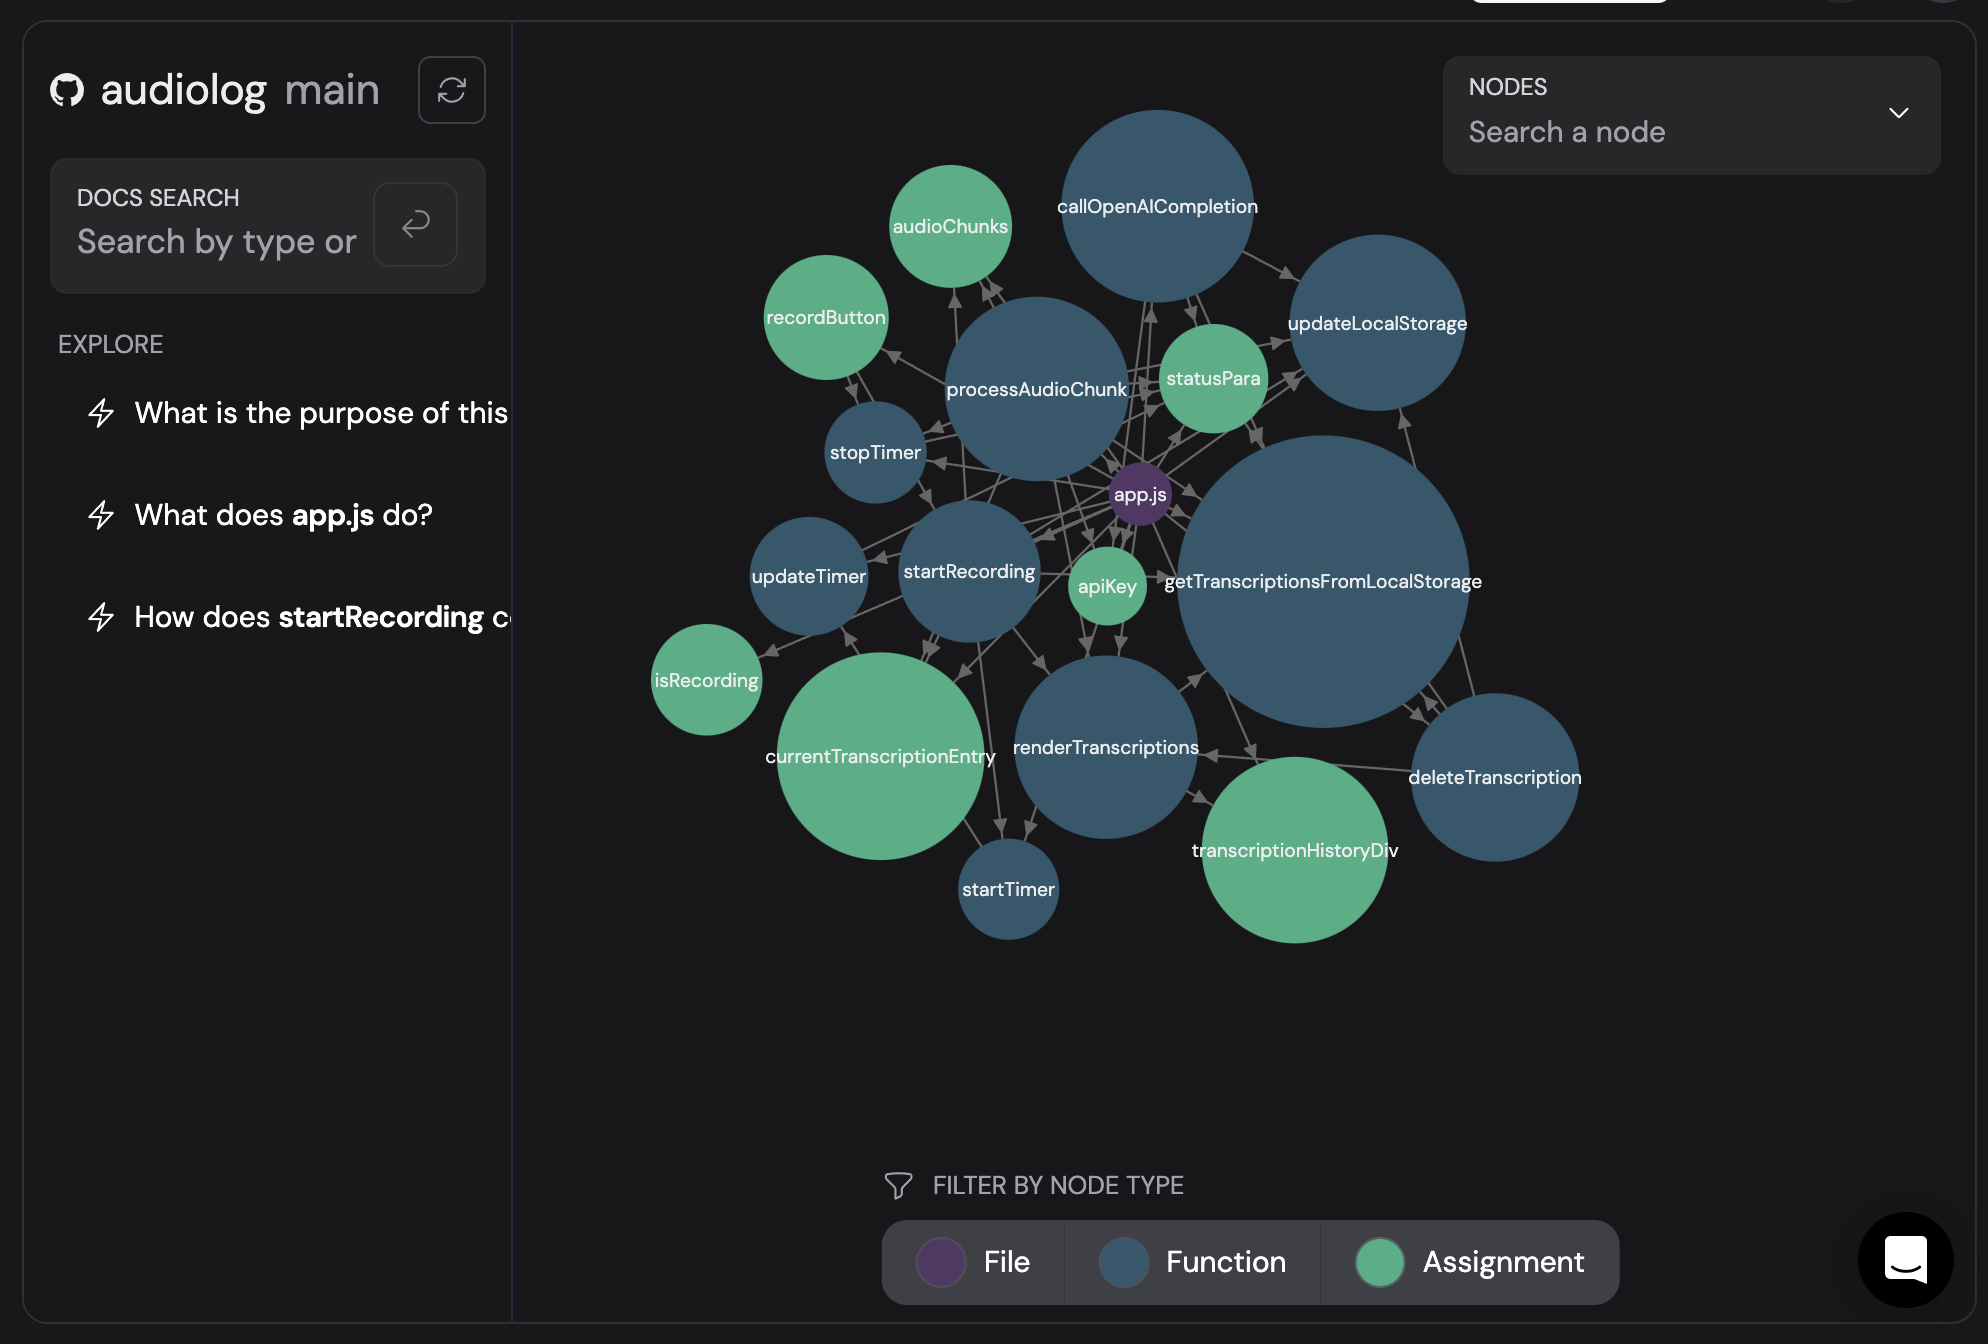 audiolog main
DOCS SEARCH
Search by type or
EXPLORE
What is the purpose of this
What does app.js do?
How does startRecording c
NODES
Search a node
callOpenAICompletion
audioChunks
recordButton
updateLocalStorage
statusPara
processAudioChunk
stopTimer
app.js
startRecording
updateTimer
apiKey
getTranscriptionsFromLocalStorage
isRecording
currentTranscriptionEntry
renderTranscriptions
deleteTranscription
transcriptionHistoryDiv
startTimer
FILTER BY NODE TYPE
File
Function
Assignment